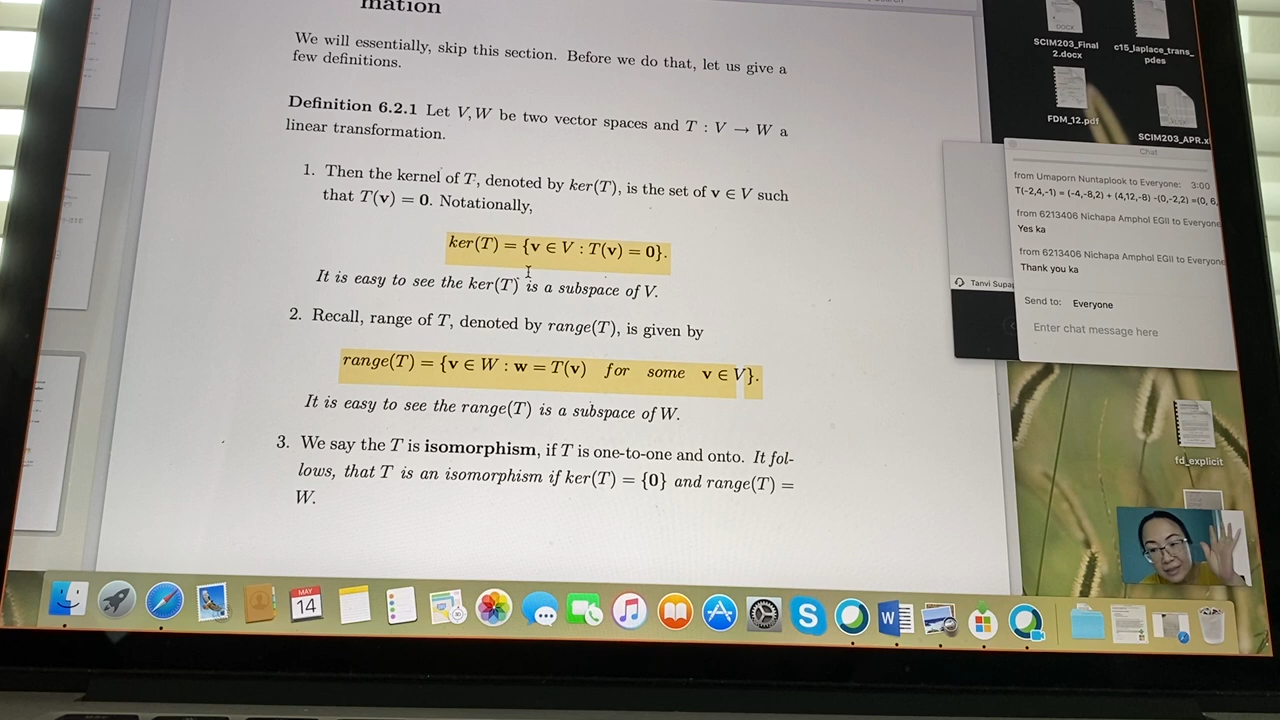 mation
We will essentially, skip this section. Before we do that, let us give a
few definitions.
Definition 6.2.1 Let V, W be two vector spaces and T : V → W a
linear transformation.
1. Then the kernel of T, denoted by ker(T), is the set of v ∈ V such
that T(v) = 0. Notationally,
ker(T) = {v ∈ V : T(v) = 0}.
It is easy to see the ker(T) is a subspace of V.
2. Recall, range of T, denoted by range(T), is given by
range(T) = {v ∈ W : w = T(v) for some v ∈ V}.
It is easy to see the range(T) is a subspace of W.
3. We say the T is isomorphism, if T is one-to-one and onto. It fol-
lows, that T is an isomorphism if ker(T) = {0} and range(T) =
W.
DOCX
SCIM203_Final
2.docx
c15_laplace_trans_
pdes
FDM_12.pdf
SCIM203_APR.x
Chat
from Umaporn Nuntaplook to Everyone: 3:00
T(-2,4,-1) = (-4,-8,2) + (4,12,-8) -(0,-2,2) =(0, 6,
from 6213406 Nichapa Amphol EGII to Everyone
Yes ka
from 6213406 Nichapa Amphol EGII to Everyone
Thank you ka
Tanvi Supa
Send to: Everyone
Enter chat message here
fd_explicit
MAY
14